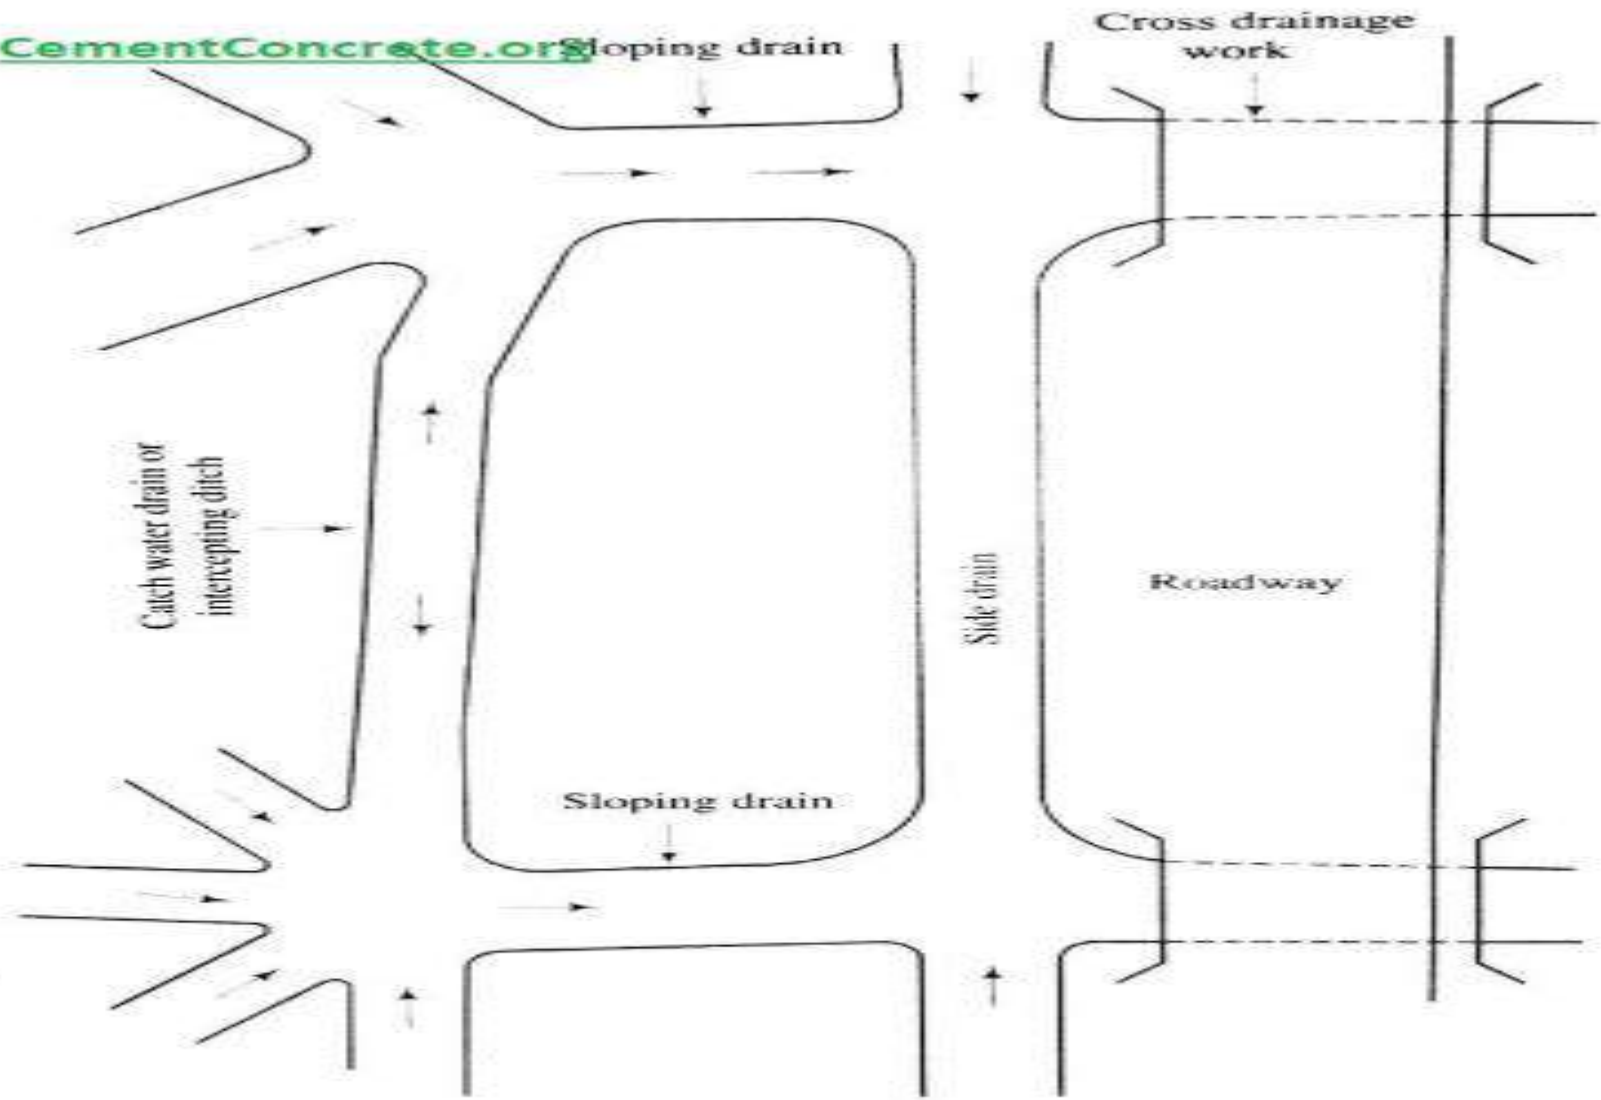 CementConcrete.org
Sloping drain
Cross drainage
work
Catch water drain or
intercepting ditch
Side drain
Roadway
Sloping drain